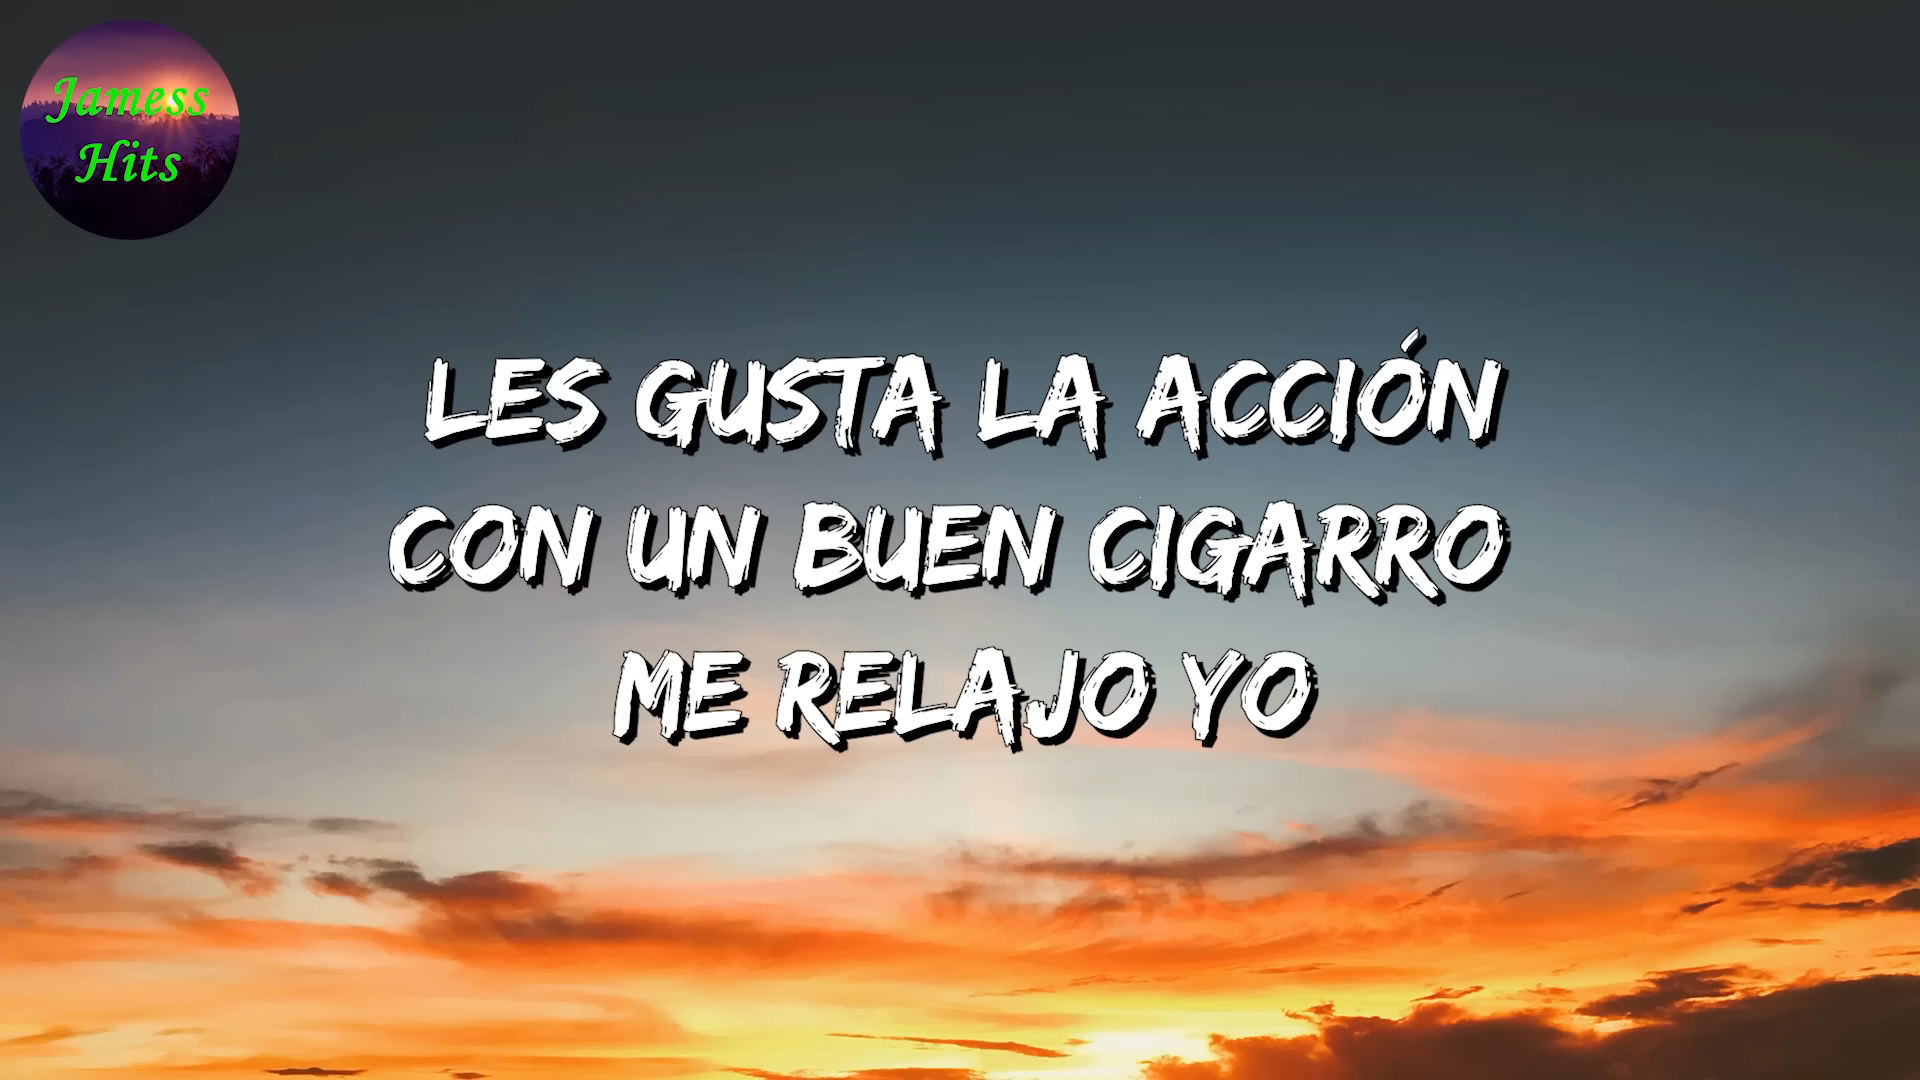 Jamess
Hits
LES GUSTA LA ACCIÓN
CON UN BUEN CIGARRO
ME RELAJO YO